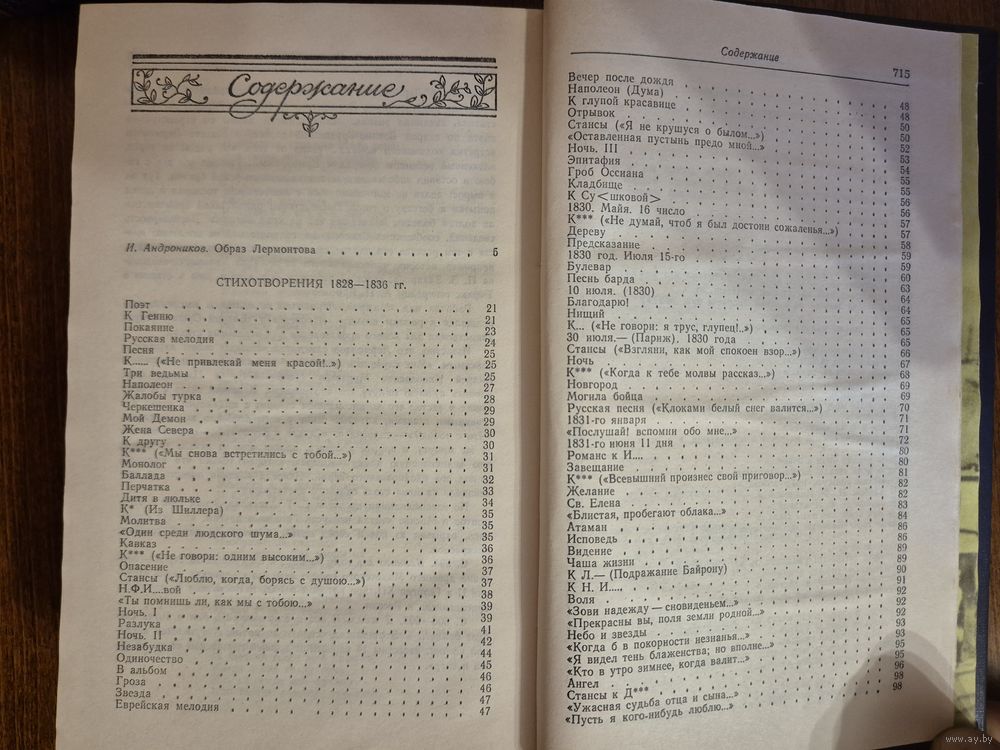 Содержание
И. Андроников. Образ Лермонтова 5
СТИХОТВОРЕНИЯ 1828—1836 гг.
Поэт 21
К Гению 21
Покаяние 23
Русская мелодия 24
Песня 25
К...... («Не привлекай меня красой!..») 25
Три ведьмы 25
Наполеон 27
Жалобы турка 28
Черкешенка 29
Мой Демон 29
Жена Севера 30
К другу 30
К*** («Мы снова встретились с тобой...») 31
Монолог 31
Баллада 32
Перчатка 33
Дитя в люльке 34
К* (Из Шиллера) 35
Молитва 35
«Один среди людского шума...» 35
Кавказ 36
К*** («Не говори: одним высоким...») 36
Опасение 37
Стансы («Люблю, когда, борясь с душою...») 37
Н.Ф.И....вой 38
«Ты помнишь ли, как мы с тобою...» 39
Ночь. I 39
Разлука 41
Ночь. II 42
Незабудка 44
Одиночество 45
В альбом 46
Гроза 46
Звезда 47
Еврейская мелодия 47
Содержание 715
Вечер после дождя 48
Наполеон (Дума) 48
К глупой красавице 50
Отрывок 50
Стансы («Я не крушуся о былом...») 52
«Оставленная пустынь предо мной...» 53
Ночь. III 54
Эпитафия 55
Гроб Оссиана 55
Кладбище 56
К Су<шковой> 56
1830. Майя. 16 число 57
К*** («Не думай, чтоб я был достоин сожаленья...») 57
Дереву 58
Предсказание 59
1830 год. Июля 15-го 59
Булевар 60
Песнь барда 63
10 июля. (1830) 64
Благодарю! 64
Нищий 65
К... («Не говори: я трус, глупец!..») 65
30 июля.— (Париж). 1830 года 65
Стансы («Взгляни, как мой спокоен взор...») 66
Ночь 67
К*** («Когда к тебе молвы рассказ...») 68
Новгород 69
Могила бойца 69
Русская песня («Клоками белый снег валится...») 70
1831-го января 71
«Послушай! вспомни обо мне...» 71
1831-го июня 11 дня 72
Романс к И.... 80
Завещание 80
К*** («Всевышний произнес свой приговор...») 81
Желание 82
Св. Елена 82
«Блистая, пробегают облака...» 83
Атаман 84
Исповедь 86
Видение 86
Чаша жизни 89
К Л.— (Подражание Байрону) 89
К Н. И..... 90
Воля 91
«Зови надежду — сновиденьем...» 92
«Прекрасны вы, поля земли родной...» 92
Небо и звезды 92
«Когда б в покорности незнанья...» 93
«Я видел тень блаженства; но вполне...» 93
«Кто в утро зимнее, когда валит...» 95
Ангел 95
Стансы к Д*** 96
«Ужасная судьба отца и сына...» 98
«Пусть я кого-нибудь люблю...» 98
www.ay.by